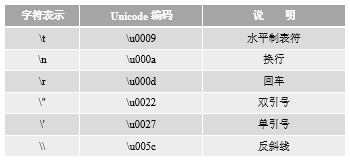 字符表示 Unicode 编码 说 明
\t \u0009 水平制表符
\n \u000a 换行
\r \u000d 回车
\" \u0022 双引号
\' \u0027 单引号
\\ \u005c 反斜线